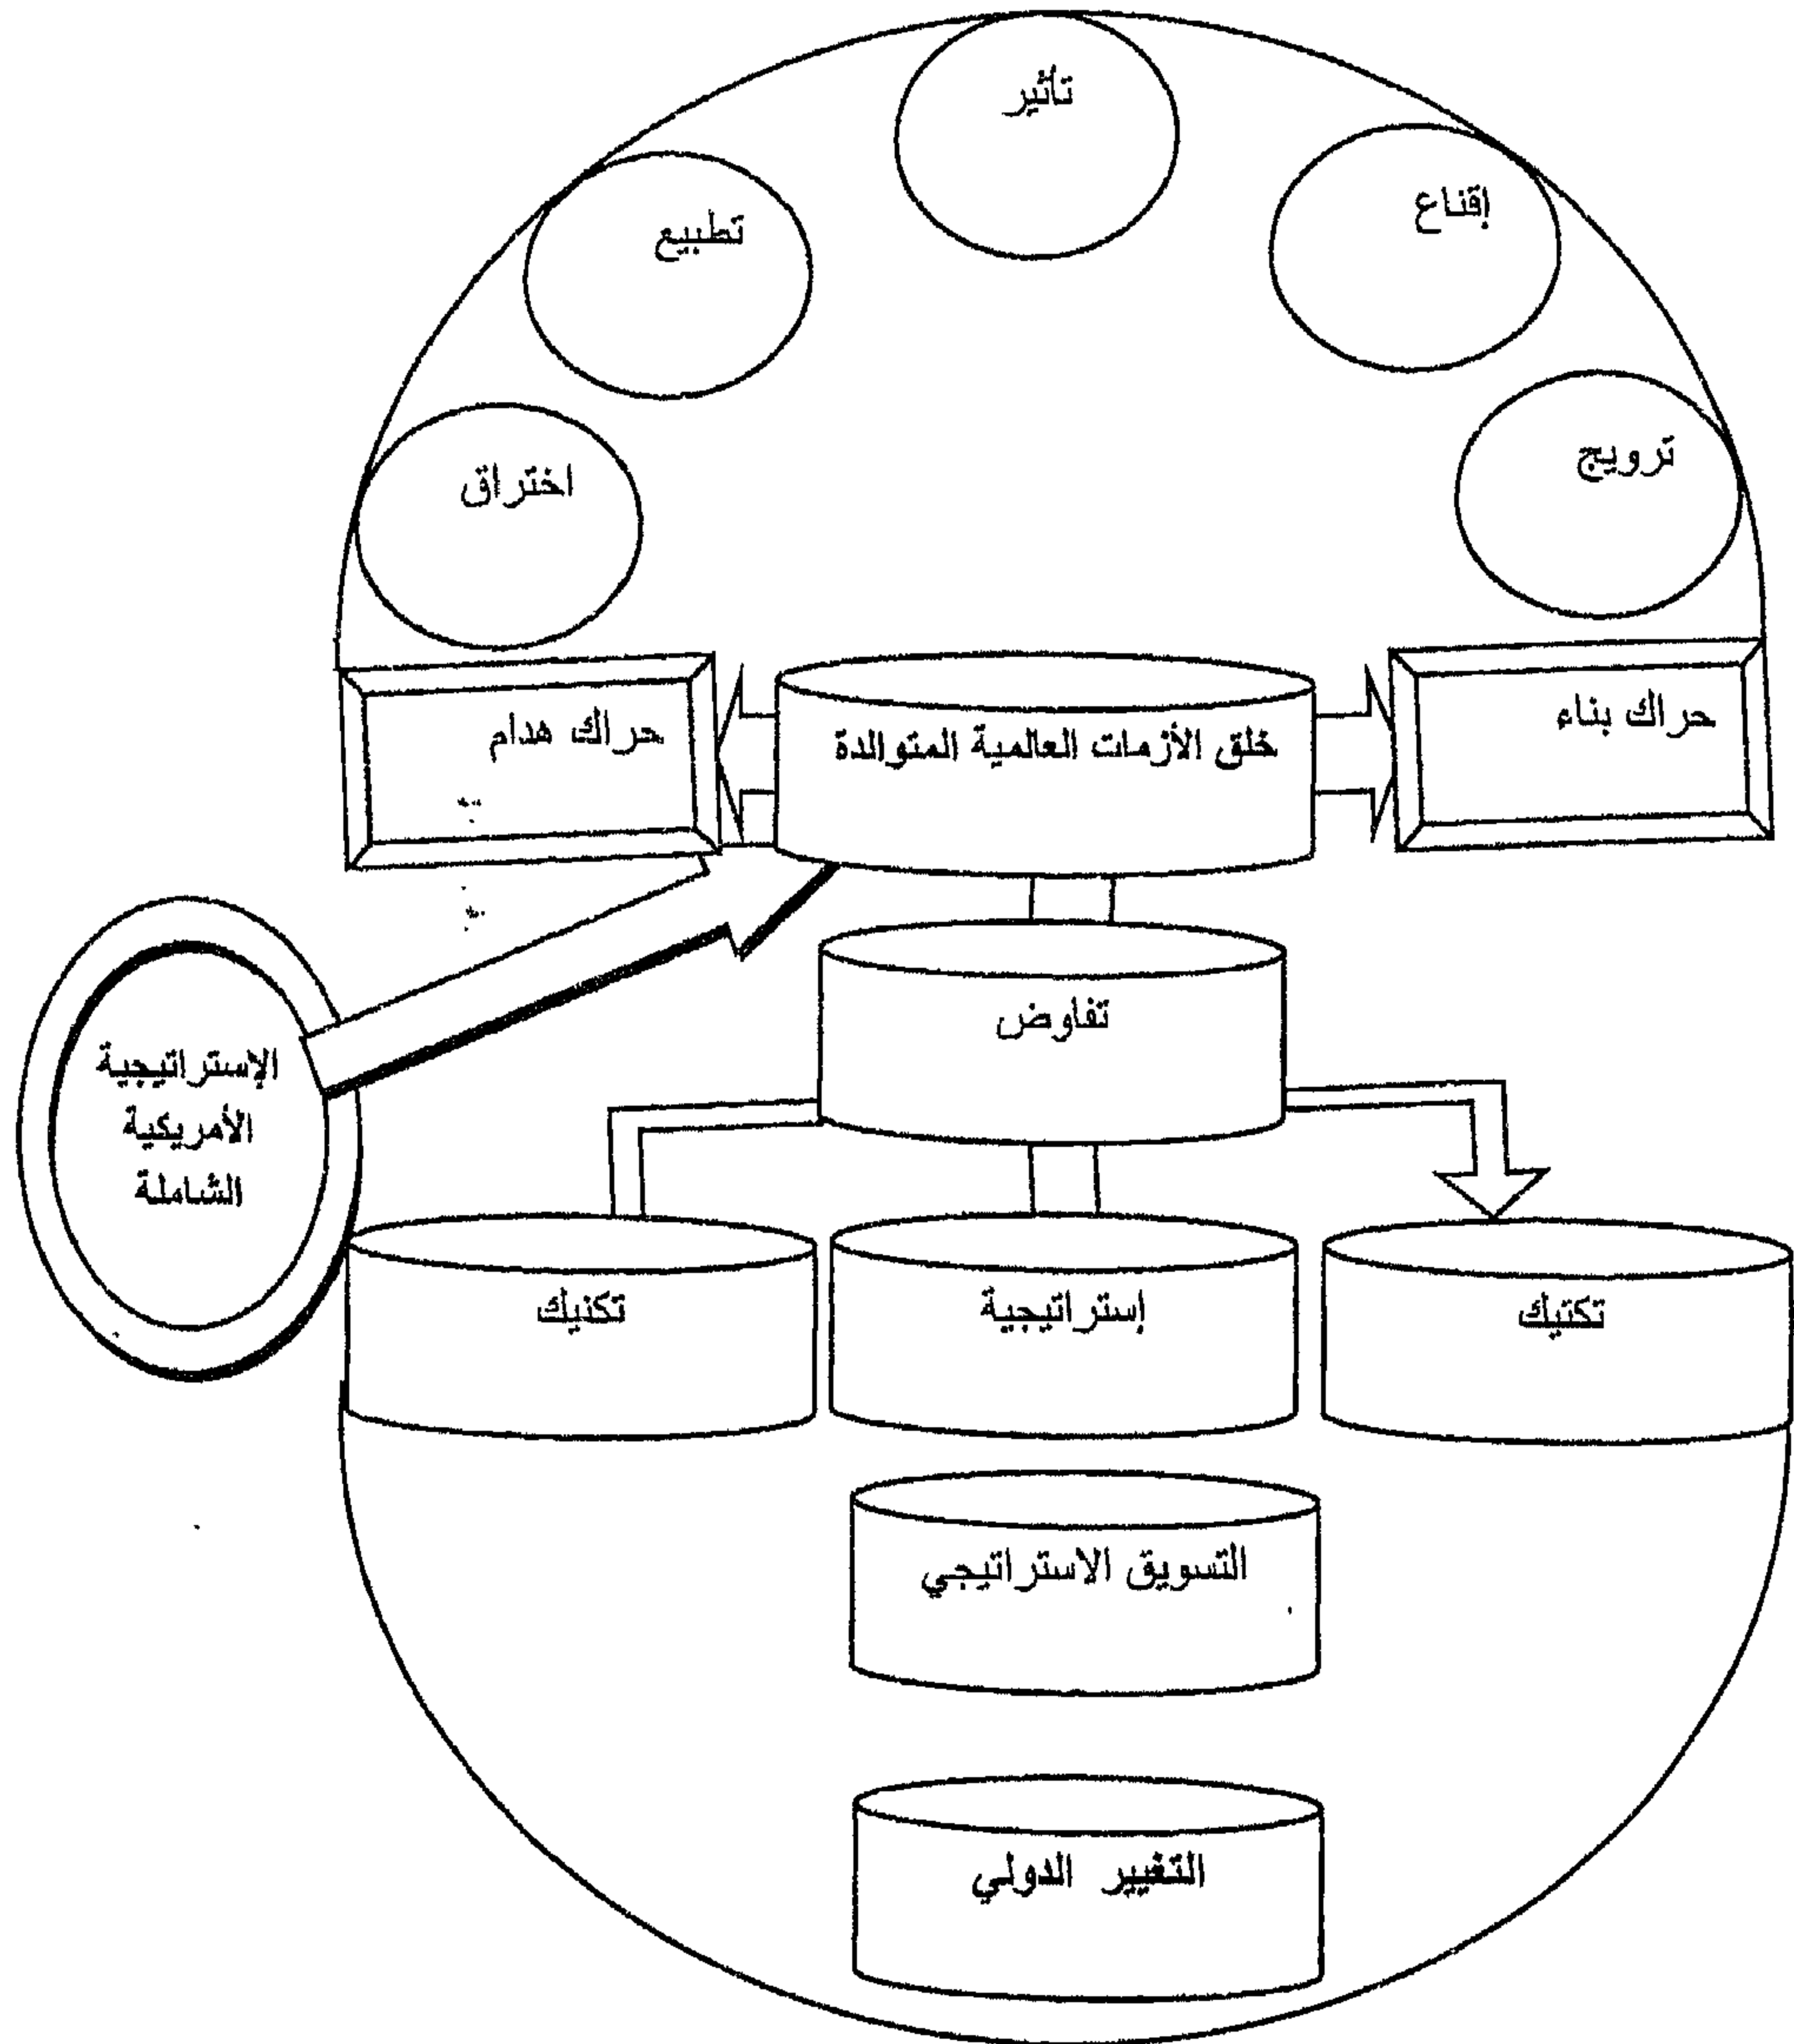 تأثير
إقناع
تطبيع
ترويج
اختراق
حراك بناء
خلق الأزمات العالمية المتوالدة
حراك هدام
تفاوض
الإستراتيجية
الأمريكية
الشاملة
تكتيك
إستراتيجية
تكنيك
التسويق الاستراتيجي
التغيير الدولي